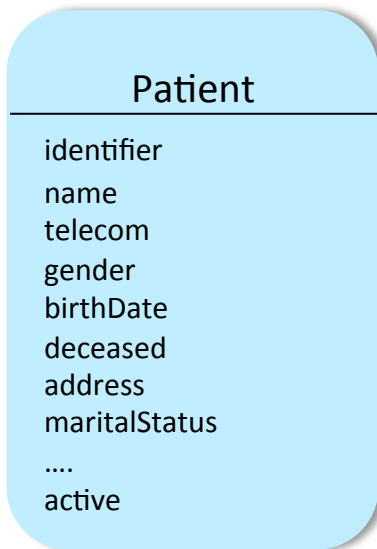 Patient
identifier
name
telecom
gender
birthDate
deceased
address
maritalStatus
....
active